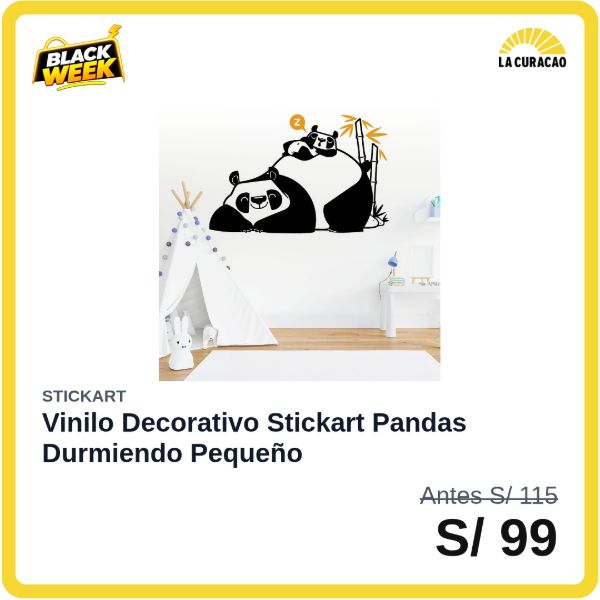 BLACK
WEEK
LA CURACAO
Z
STICKART
Vinilo Decorativo Stickart Pandas
Durmiendo Pequeño
Antes S/ 115
S/ 99